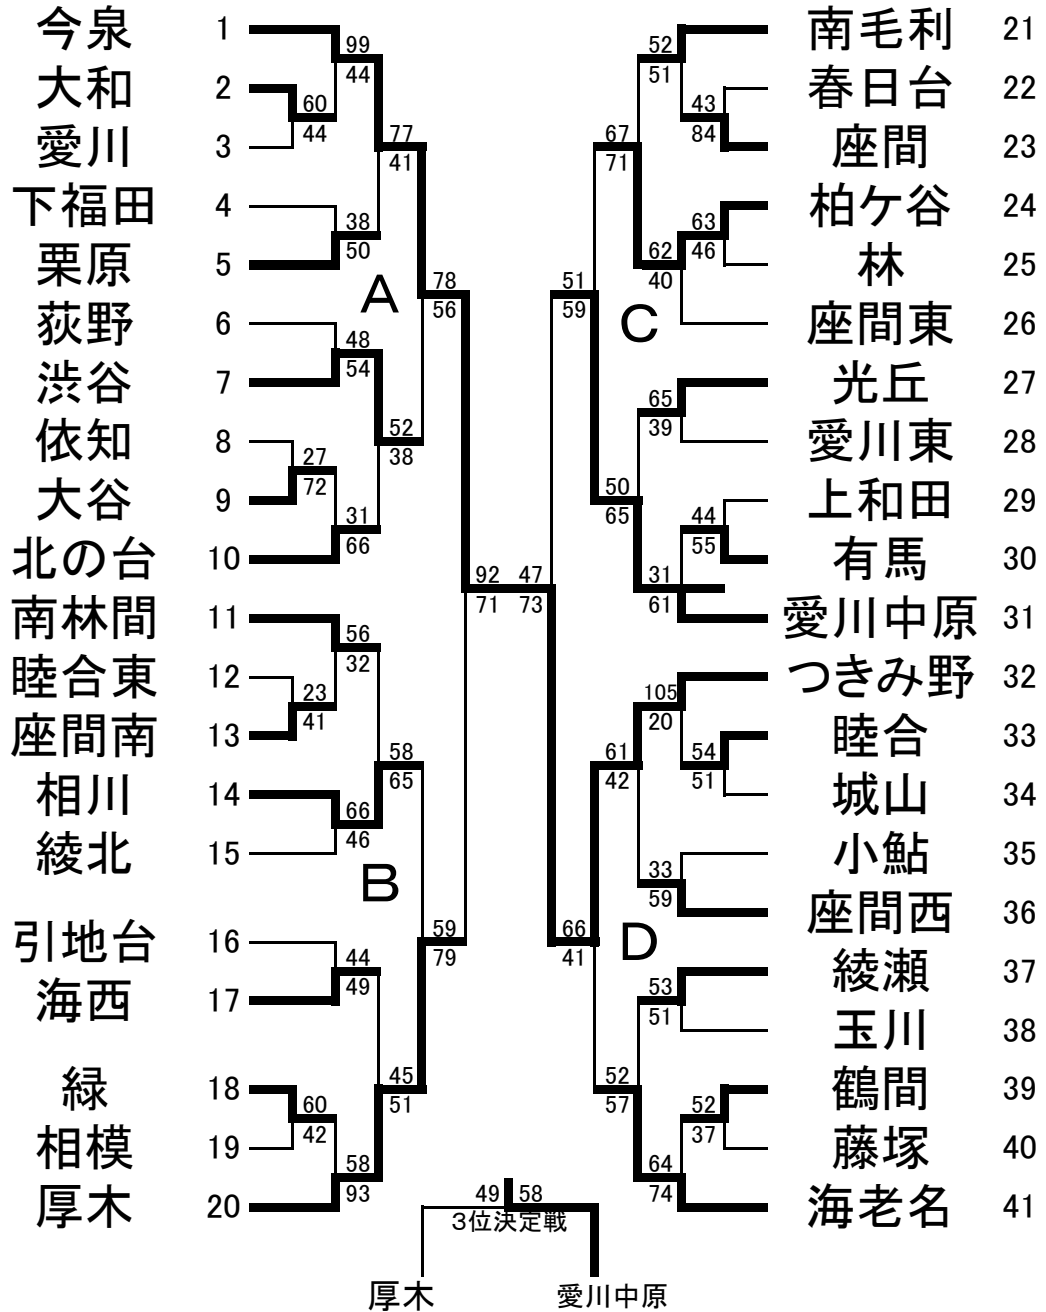 今泉 1
大和 2
愛川 3
下福田 4
栗原 5
荻野 6
渋谷 7
依知 8
大谷 9
北の台 10
南林間 11
睦合東 12
座間南 13
相川 14
綾北 15
引地台 16
海西 17
緑 18
相模 19
厚木 20
99
44
60
44
77
41
38
50
A
78
56
48
54
52
38
27
72
31
66
56
32
23
41
58
65
66
46
B
59
79
44
49
45
51
60
42
58
93
92 47
71 73
52
51
43
84
67
71
63
46
62
40
51
59
C
65
39
50
65
44
55
31
61
105
20
61
42
54
51
33
59
66
41
D
53
51
52
57
52
37
64
74
南毛利 21
春日台 22
座間 23
柏ケ谷 24
林 25
座間東 26
光丘 27
愛川東 28
上和田 29
有馬 30
愛川中原 31
つきみ野 32
睦合 33
城山 34
小鮎 35
座間西 36
綾瀬 37
玉川 38
鶴間 39
藤塚 40
海老名 41
49 58
3位決定戦
厚木 愛川中原